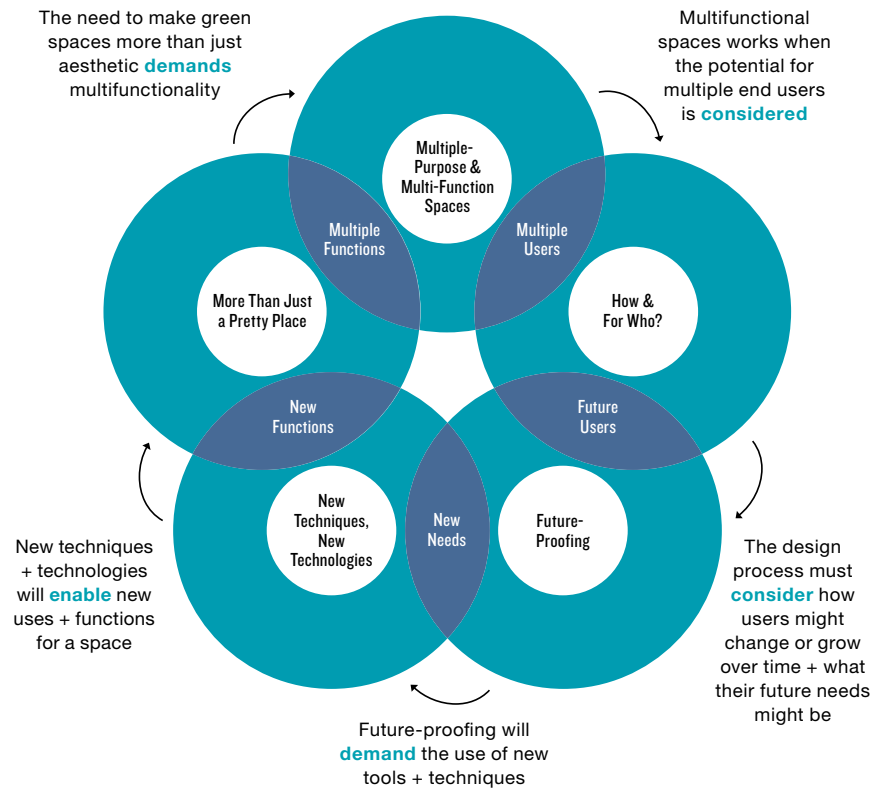 The need to make green
spaces more than just
aesthetic demands
multifunctionality
Multifunctional
spaces works when
the potential for
multiple end users
is considered
Multiple-
Purpose &
Multi-Function
Spaces
Multiple
Functions
Multiple
Users
More Than Just
a Pretty Place
How &
For Who?
New
Functions
Future
Users
New
Techniques,
New
Technologies
New
Needs
Future-
Proofing
New techniques
+ technologies
will enable new
uses + functions
for a space
The design
process must
consider how
users might
change or grow
over time + what
their future needs
might be
Future-proofing will
demand the use of new
tools + techniques